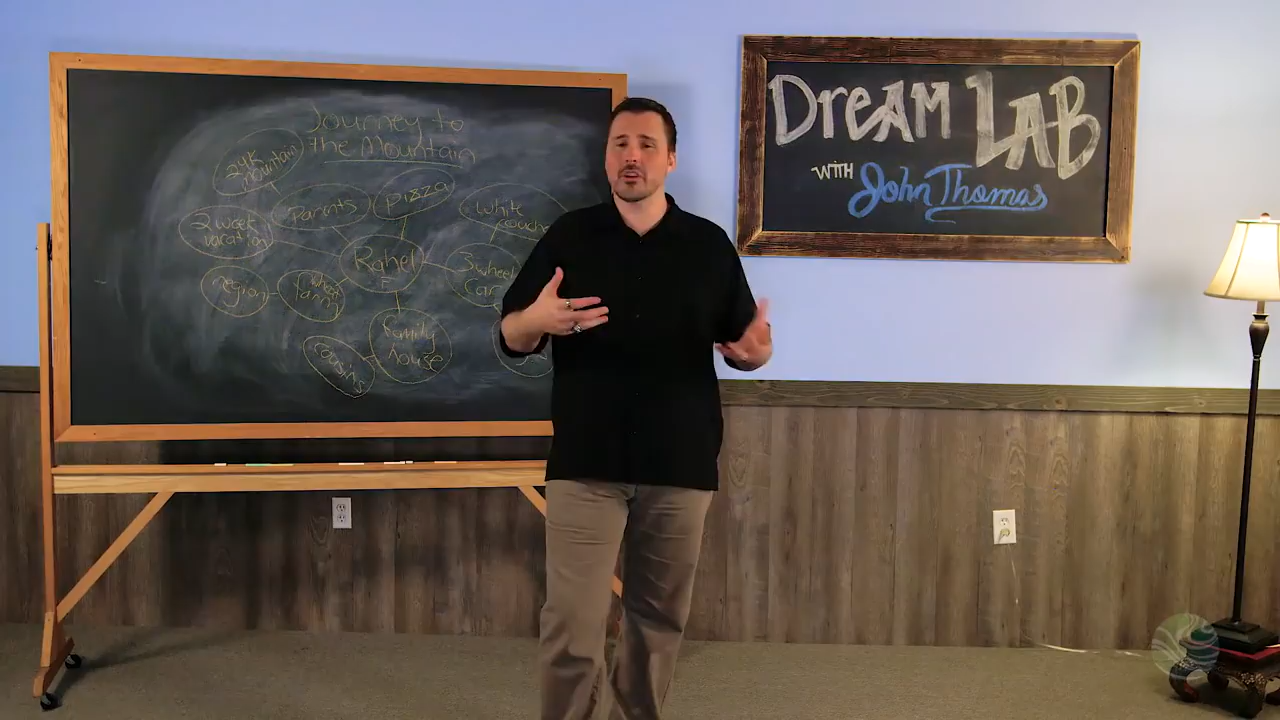 Journey to
the Mountain
24K
mountain
2 week
vacation
Parents
pizza
White
couches
Rahel
F
3 wheel
Car
region
family
house
cousins
DreAM LAB
WITH
John Thomas